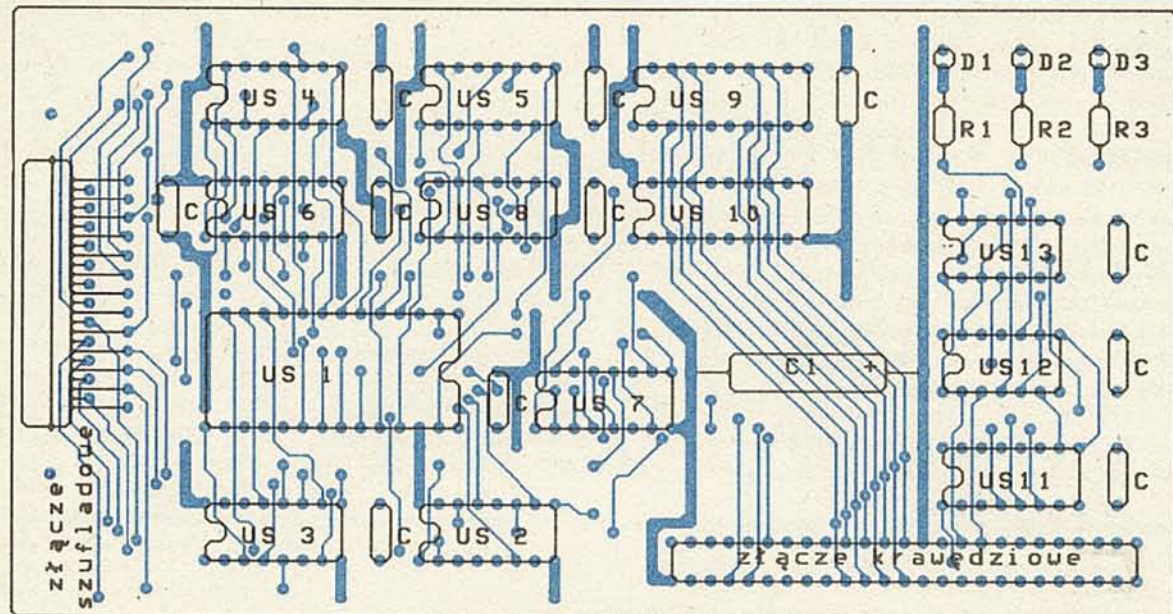 US 4
C
US 5
C
US 9
C
D1
D2
D3
R1
R2
R3
C
US 6
C
US 8
C
US 10
US13
C
US 1
C
US 7
C1 +
US12
C
US11
C
złącze
szufladowe
US 3
C
US 2
złącze krawędziowe